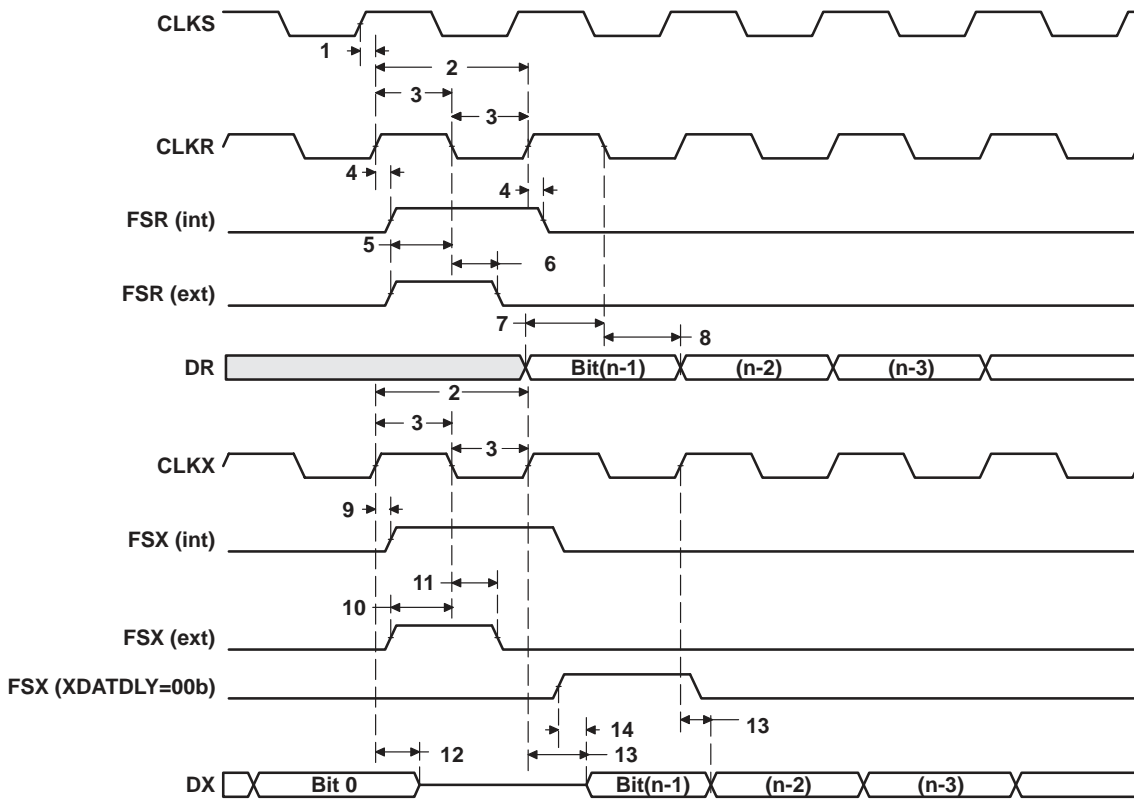 CLKS
1
2
3
3
CLKR
4
4
FSR (int)
5
6
FSR (ext)
7
8
DR Bit(n-1) (n-2) (n-3)
2
3
3
CLKX
9
FSX (int)
11
10
FSX (ext)
FSX (XDATDLY=00b)
14
13
12
13
DX Bit 0 Bit(n-1) (n-2) (n-3)